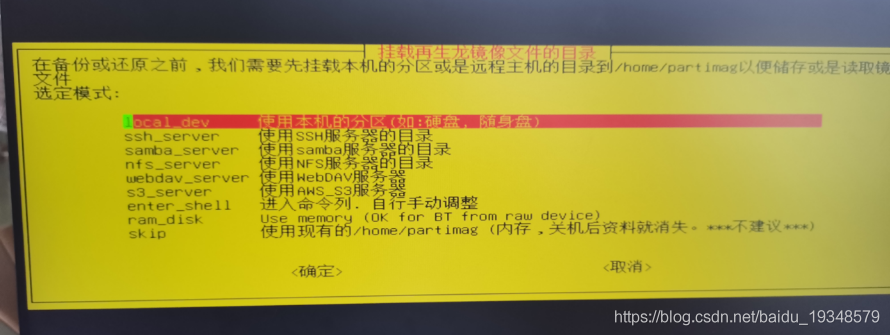 挂载再生龙镜像文件的目录
在备份或还原之前，我们需要先挂载本机的分区或是远程主机的目录到/home/partimag以便储存或是读取镜
文件
选定模式:
local_dev 使用本机的分区(如:硬盘, 随身盘)
ssh_server 使用SSH服务器的目录
samba_server 使用samba服务器的目录
nfs_server 使用NFS服务器的目录
webdav_server 使用WebDAV服务器
s3_server 使用AWS_S3服务器
enter_shell 进入命令列. 自行手动调整
ram_disk Use memory (OK for BT from raw device)
skip 使用现有的/home/partimag (内存，关机后资料就消失。***不建议***)
<确定> <取消>
https://blog.csdn.net/baidu_19348579